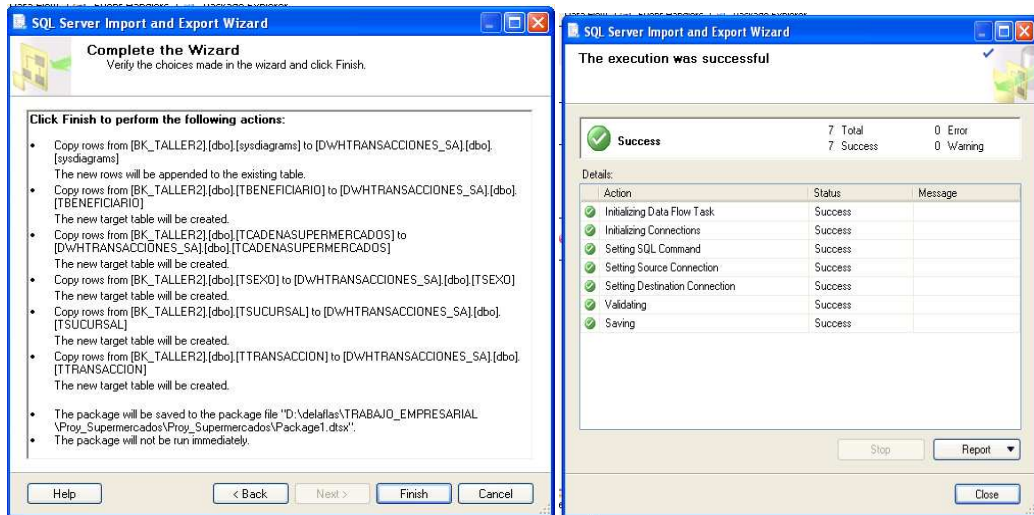 SQL Server Import and Export Wizard
Complete the Wizard
Verify the choices made in the wizard and click Finish.
Click Finish to perform the following actions:
• Copy rows from [BK_TALLER2].[dbo].[sysdiagrams] to [DWHTRANSACCIONES_SA].[dbo].
[sysdiagrams]
The new rows will be appended to the existing table.
• Copy rows from [BK_TALLER2].[dbo].[TBENEFICIARIO] to [DWHTRANSACCIONES_SA].[dbo].
[TBENEFICIARIO]
The new target table will be created.
• Copy rows from [BK_TALLER2].[dbo].[TCADENASUPERMERCADOS] to
[DWHTRANSACCIONES_SA].[dbo].[TCADENASUPERMERCADOS]
The new target table will be created.
• Copy rows from [BK_TALLER2].[dbo].[TSEXO] to [DWHTRANSACCIONES_SA].[dbo].[TSEXO]
The new target table will be created.
• Copy rows from [BK_TALLER2].[dbo].[TSUCURSAL] to [DWHTRANSACCIONES_SA].[dbo].
[TSUCURSAL]
The new target table will be created.
• Copy rows from [BK_TALLER2].[dbo].[TTRANSACCION] to [DWHTRANSACCIONES_SA].[dbo].
[TTRANSACCION]
The new target table will be created.
• The package will be saved to the package file "D:\delaflas\TRABAJO_EMPRESARIAL
\Proy_Supermercados\Proy_Supermercados\Package1.dtsx".
• The package will not be run immediately.
Help
< Back
Next >
Finish
Cancel
SQL Server Import and Export Wizard
The execution was successful
Success
7 Total 0 Error
7 Success 0 Warning
Details:
Action Status Message
Initializing Data Flow Task Success
Initializing Connections Success
Setting SQL Command Success
Setting Source Connection Success
Setting Destination Connection Success
Validating Success
Saving Success
Stop
Report
Close